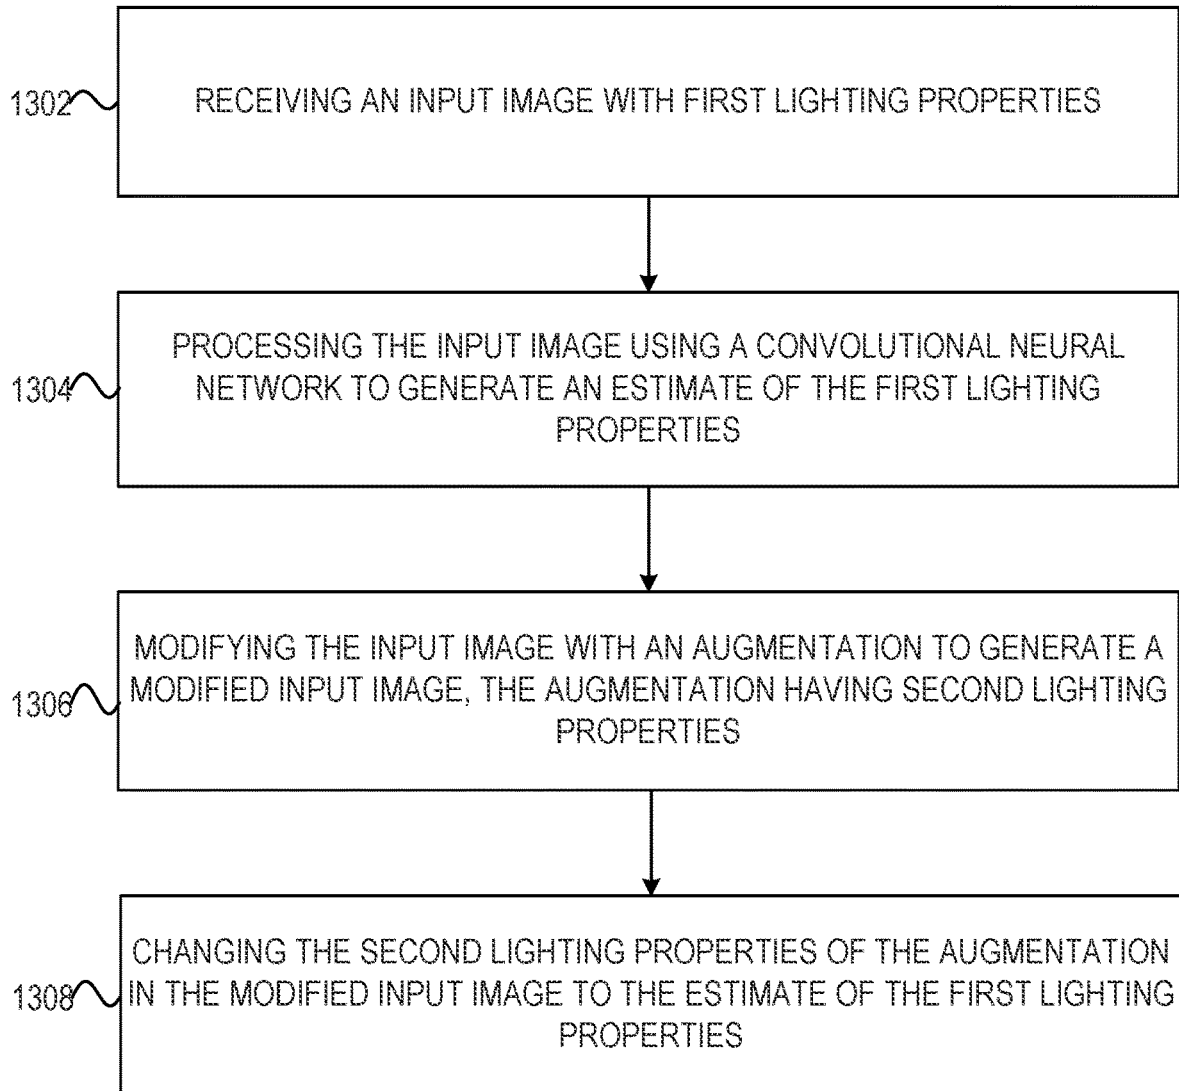 1302
RECEIVING AN INPUT IMAGE WITH FIRST LIGHTING PROPERTIES
1304
PROCESSING THE INPUT IMAGE USING A CONVOLUTIONAL NEURAL
NETWORK TO GENERATE AN ESTIMATE OF THE FIRST LIGHTING
PROPERTIES
1306
MODIFYING THE INPUT IMAGE WITH AN AUGMENTATION TO GENERATE A
MODIFIED INPUT IMAGE, THE AUGMENTATION HAVING SECOND LIGHTING
PROPERTIES
1308
CHANGING THE SECOND LIGHTING PROPERTIES OF THE AUGMENTATION
IN THE MODIFIED INPUT IMAGE TO THE ESTIMATE OF THE FIRST LIGHTING
PROPERTIES